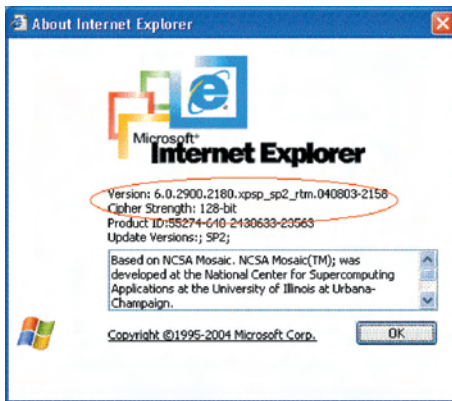 About Internet Explorer
Microsoft®
Internet Explorer
Version: 6.0.2900.2180.xpsp_sp2_rtm.040803-2158
Cipher Strength: 128-bit
Product ID:55274-640-2430633-23563
Update Versions:; SP2;
Based on NCSA Mosaic. NCSA Mosaic(TM); was
developed at the National Center for Supercomputing
Applications at the University of Illinois at Urbana-
Champaign.
Copyright ©1995-2004 Microsoft Corp.
OK